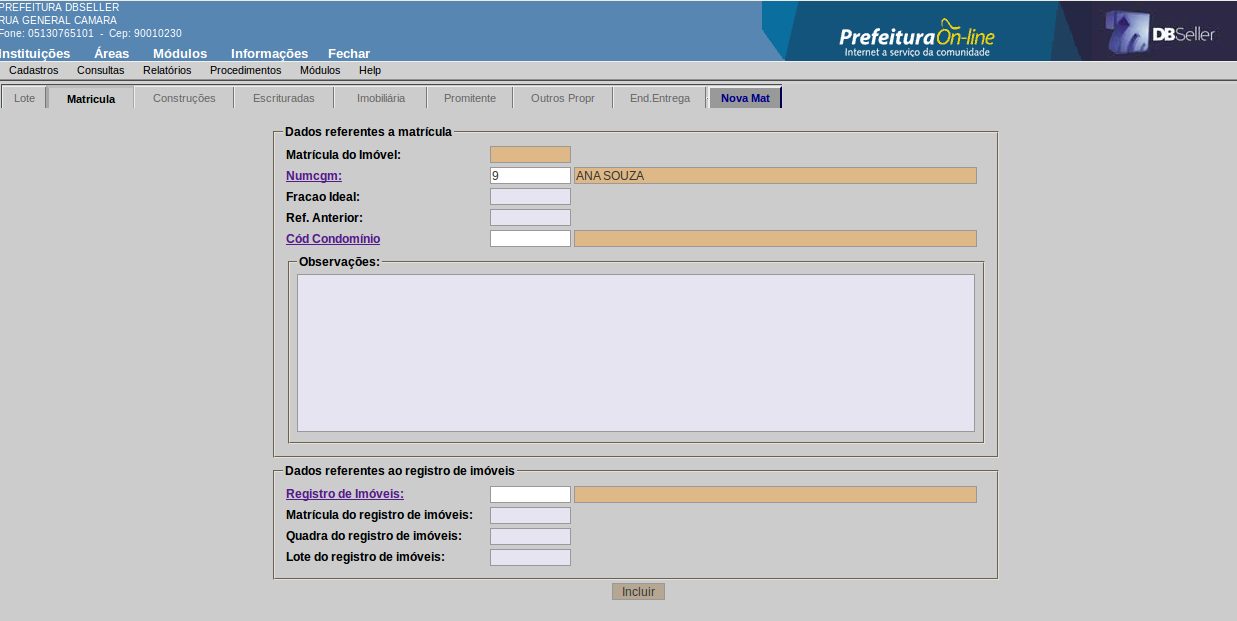 PREFEITURA DBSELLER
RUA GENERAL CAMARA
Fone: 05130765101 - Cep: 90010230
Instituições Áreas Módulos Informações Fechar
PrefeituraOn-line
Internet a serviço da comunidade
DBSeller
Cadastros Consultas Relatórios Procedimentos Módulos Help
Lote Matricula Construções Escrituradas Imobiliária Promitente Outros Propr End.Entrega Nova Mat
Dados referentes a matrícula
Matrícula do Imóvel:
Numcgm: 9 ANA SOUZA
Fracao Ideal:
Ref. Anterior:
Cód Condomínio
Observações:
Dados referentes ao registro de imóveis
Registro de Imóveis:
Matrícula do registro de imóveis:
Quadra do registro de imóveis:
Lote do registro de imóveis:
Incluir